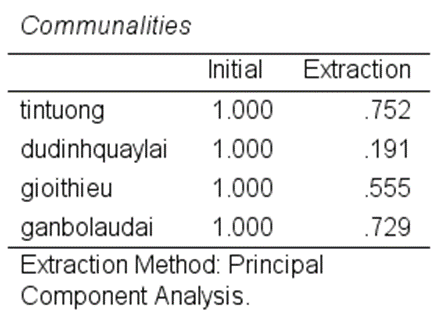 Communalities
Initial Extraction
tintuong 1.000 .752
dudinhquaylai 1.000 .191
gioithieu 1.000 .555
ganbolaudai 1.000 .729
Extraction Method: Principal
Component Analysis.